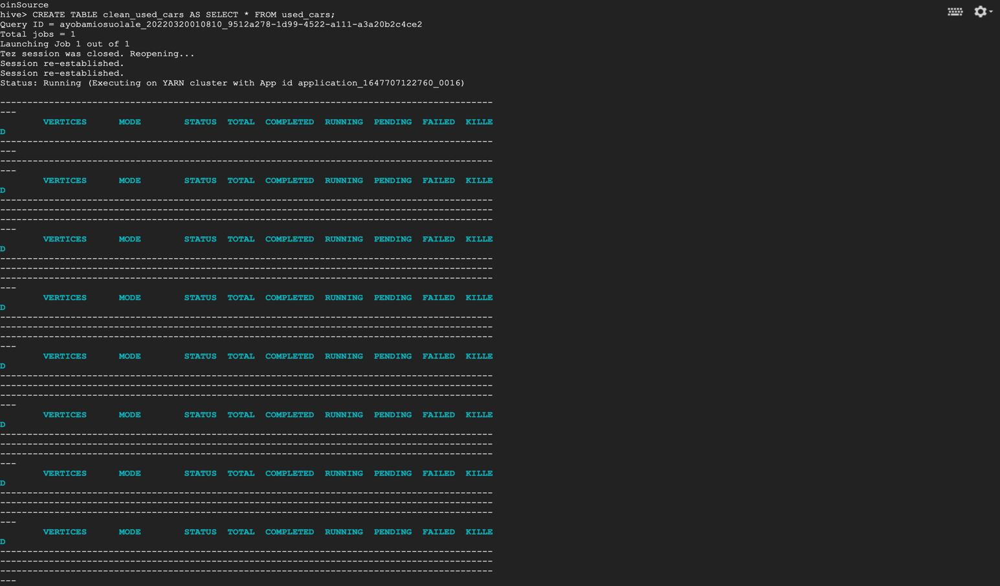 oinSource
hive> CREATE TABLE clean_used_cars AS SELECT * FROM used_cars;
Query ID = ayobamiosuolale_20220320010810_9512a278-1d99-4522-a111-a3a20b2c4ce2
Total jobs = 1
Launching Job 1 out of 1
Tez session was closed. Reopening...
Session re-established.
Session re-established.
Status: Running (Executing on YARN cluster with App id application_1647707122760_0016)

-------------------------------------------------------------------------------------------
---
        VERTICES      MODE        STATUS  TOTAL  COMPLETED  RUNNING  PENDING  FAILED  KILLE
D
-------------------------------------------------------------------------------------------
---
-------------------------------------------------------------------------------------------
---
        VERTICES      MODE        STATUS  TOTAL  COMPLETED  RUNNING  PENDING  FAILED  KILLE
D
-------------------------------------------------------------------------------------------
-------------------------------------------------------------------------------------------
-------------------------------------------------------------------------------------------
---
        VERTICES      MODE        STATUS  TOTAL  COMPLETED  RUNNING  PENDING  FAILED  KILLE
D
-------------------------------------------------------------------------------------------
-------------------------------------------------------------------------------------------
-------------------------------------------------------------------------------------------
---
        VERTICES      MODE        STATUS  TOTAL  COMPLETED  RUNNING  PENDING  FAILED  KILLE
D
-------------------------------------------------------------------------------------------
-------------------------------------------------------------------------------------------
-------------------------------------------------------------------------------------------
---
        VERTICES      MODE        STATUS  TOTAL  COMPLETED  RUNNING  PENDING  FAILED  KILLE
D
-------------------------------------------------------------------------------------------
-------------------------------------------------------------------------------------------
-------------------------------------------------------------------------------------------
---
        VERTICES      MODE        STATUS  TOTAL  COMPLETED  RUNNING  PENDING  FAILED  KILLE
D
-------------------------------------------------------------------------------------------
-------------------------------------------------------------------------------------------
-------------------------------------------------------------------------------------------
---
        VERTICES      MODE        STATUS  TOTAL  COMPLETED  RUNNING  PENDING  FAILED  KILLE
D
-------------------------------------------------------------------------------------------
-------------------------------------------------------------------------------------------
-------------------------------------------------------------------------------------------
---
        VERTICES      MODE        STATUS  TOTAL  COMPLETED  RUNNING  PENDING  FAILED  KILLE
D
-------------------------------------------------------------------------------------------
-------------------------------------------------------------------------------------------
-------------------------------------------------------------------------------------------
---